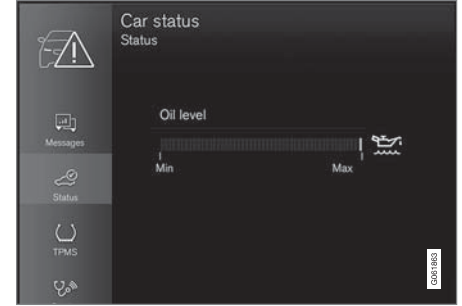 Car status
Status
Oil level
Min Max
Messages
Status
TPMS
G061863